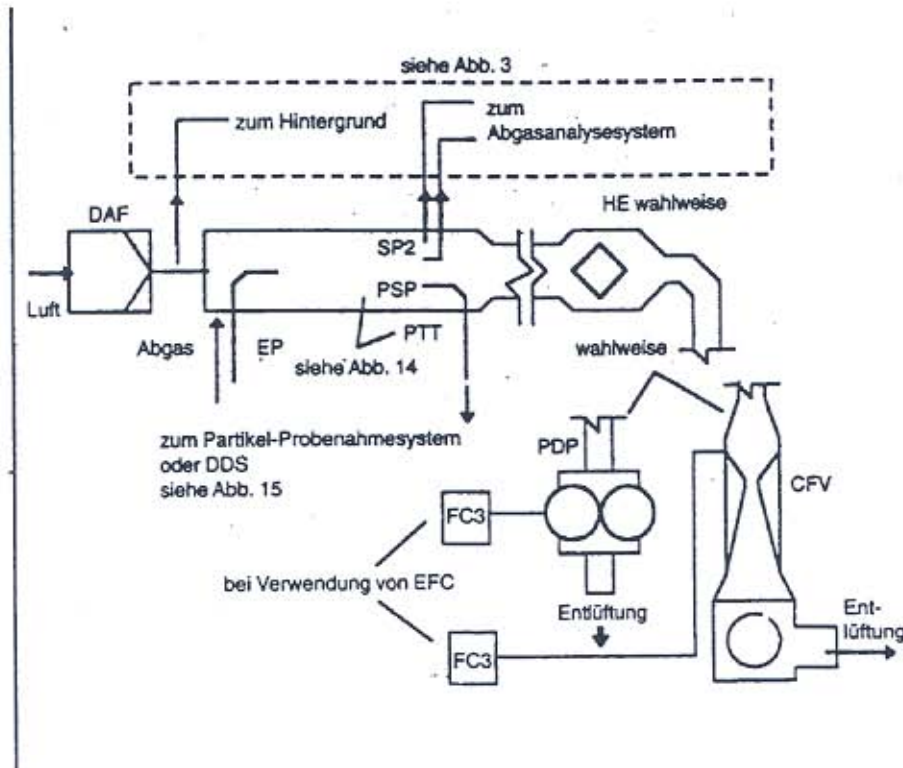 siehe Abb. 3
zum Hintergrund
zum
Abgasanalysesystem
DAF
HE wahlweise
SP2
Luft
PSP
Abgas
EP
PTT
siehe Abb. 14
wahlweise
zum Partikel-Probenahmesystem
oder DDS
siehe Abb. 15
PDP
CFV
FC3
bei Verwendung von EFC
Entlüftung
Ent-
lüftung
FC3